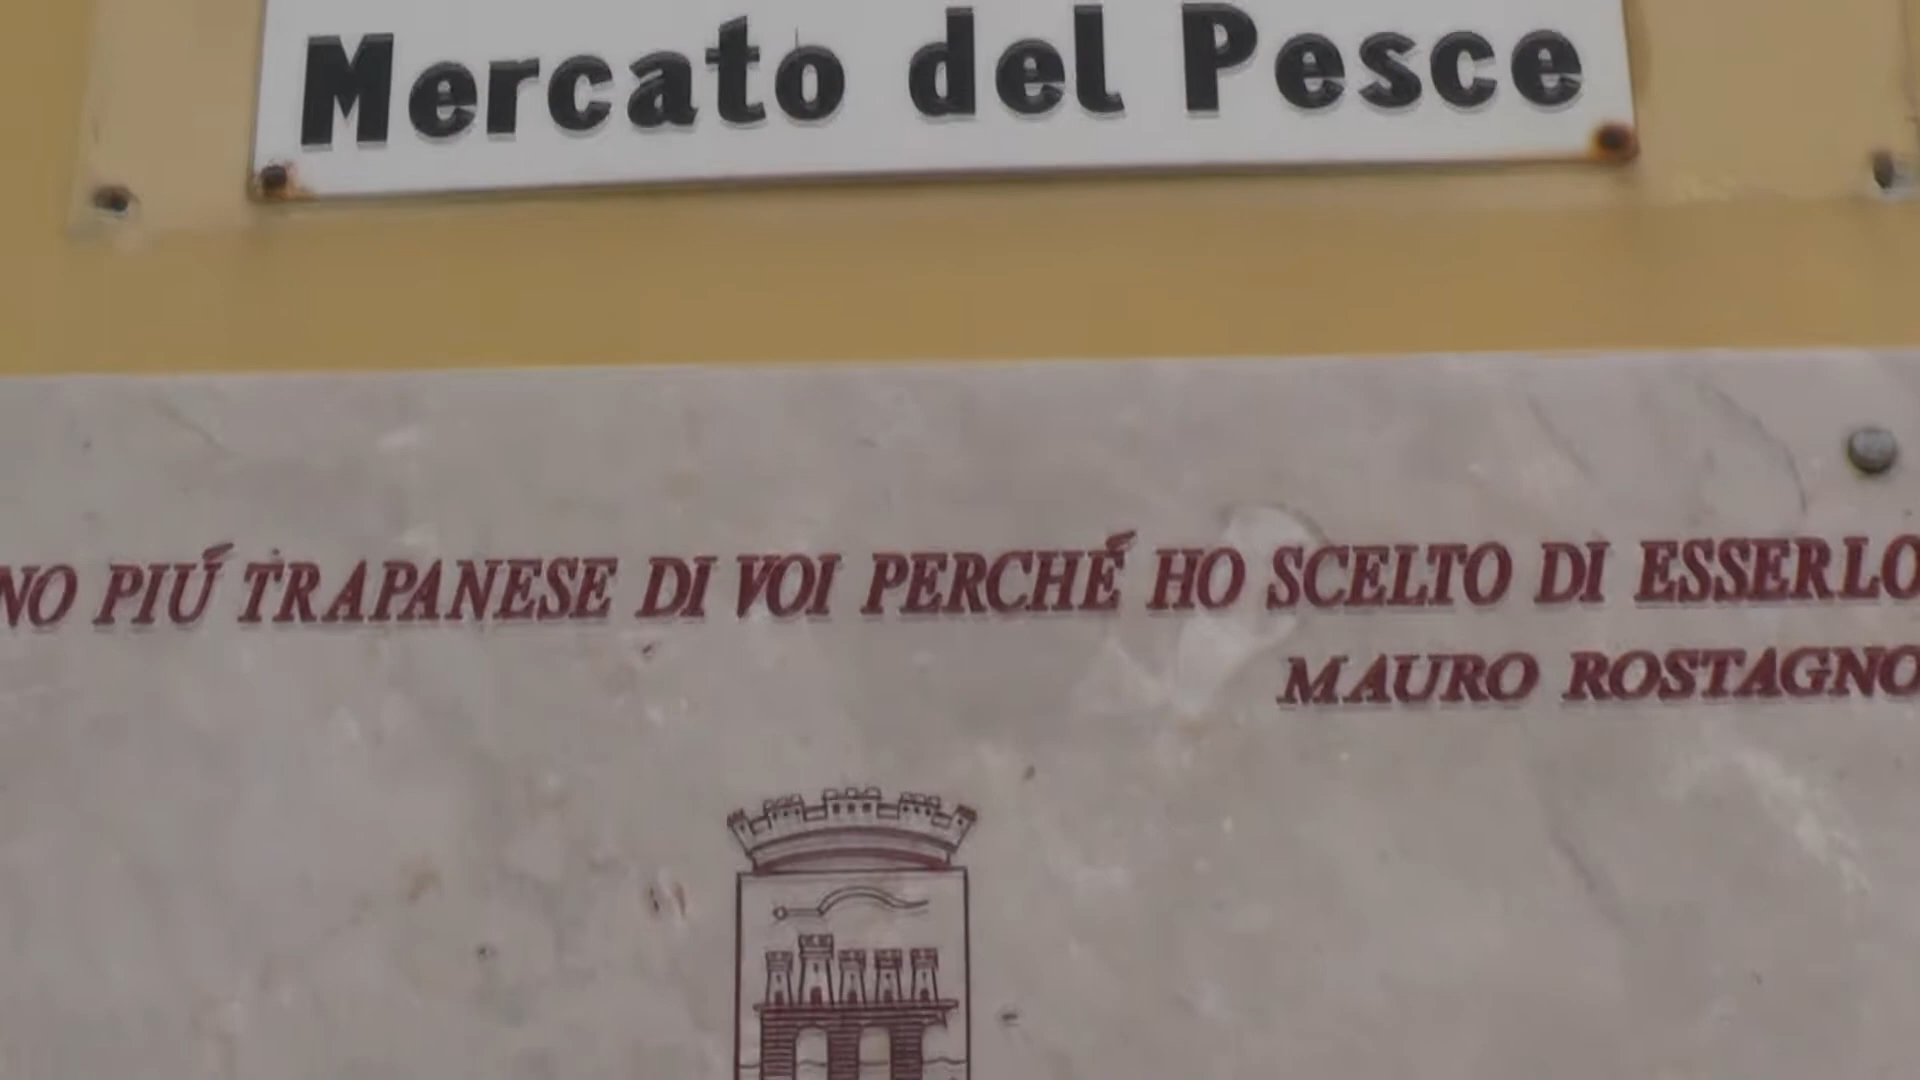 Mercato del Pesce
NO PIÚ TRAPANESE DI VOI PERCHÉ HO SCELTO DI ESSERLO
MAURO ROSTAGNO